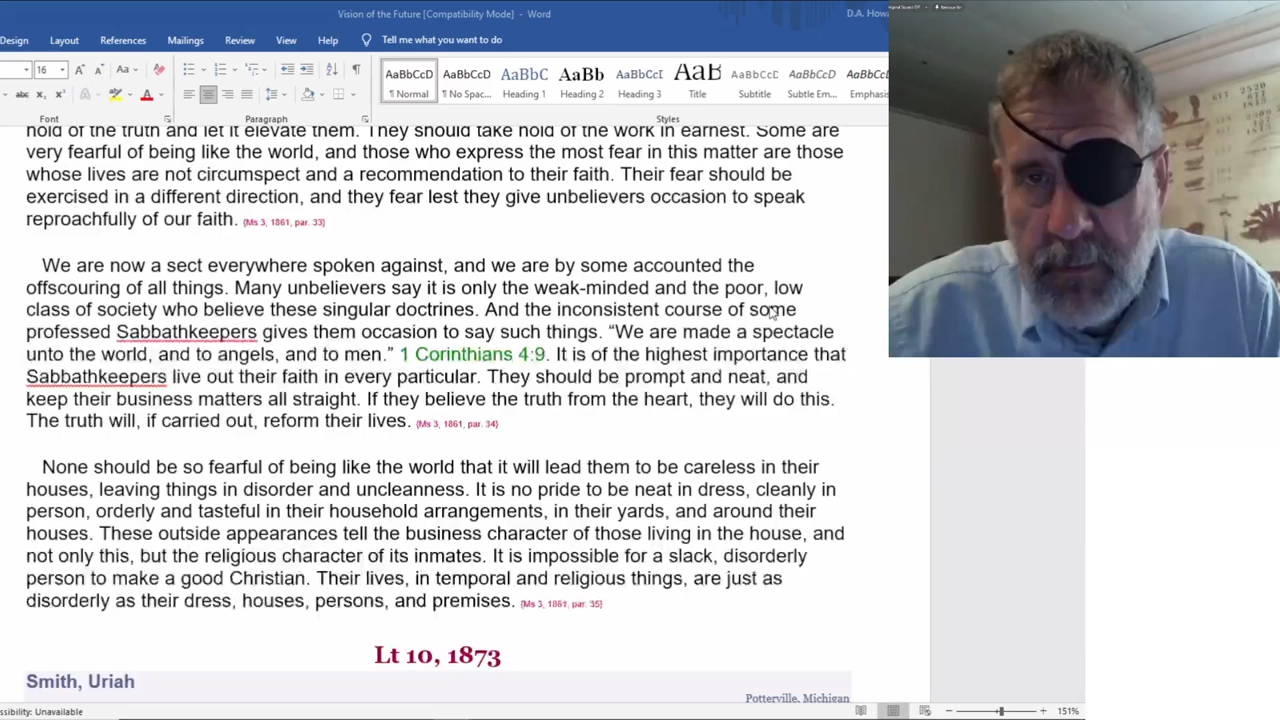 Vision of the Future [Compatibility Mode] - Word
D.A. How
Design Layout References Mailings Review View Help Tell me what you want to do
16 Aa
abc x₂ x² A
Font Paragraph Styles
AaBbCcD AaBbCcD AaBbC AaBb AaBbCcI AaB AaBbCcD AaBbCcD AaBbCcD
¶ Normal ¶ No Spac... Heading 1 Heading 2 Heading 3 Title Subtitle Subtle Em... Emphasis
hold of the truth and let it elevate them. They should take hold of the work in earnest. Some are
very fearful of being like the world, and those who express the most fear in this matter are those
whose lives are not circumspect and a recommendation to their faith. Their fear should be
exercised in a different direction, and they fear lest they give unbelievers occasion to speak
reproachfully of our faith. {Ms 3, 1861, par. 33}
We are now a sect everywhere spoken against, and we are by some accounted the
offscouring of all things. Many unbelievers say it is only the weak-minded and the poor, low
class of society who believe these singular doctrines. And the inconsistent course of some
professed Sabbathkeepers gives them occasion to say such things. “We are made a spectacle
unto the world, and to angels, and to men.” 1 Corinthians 4:9. It is of the highest importance that
Sabbathkeepers live out their faith in every particular. They should be prompt and neat, and
keep their business matters all straight. If they believe the truth from the heart, they will do this.
The truth will, if carried out, reform their lives. {Ms 3, 1861, par. 34}
None should be so fearful of being like the world that it will lead them to be careless in their
houses, leaving things in disorder and uncleanness. It is no pride to be neat in dress, cleanly in
person, orderly and tasteful in their household arrangements, in their yards, and around their
houses. These outside appearances tell the business character of those living in the house, and
not only this, but the religious character of its inmates. It is impossible for a slack, disorderly
person to make a good Christian. Their lives, in temporal and religious things, are just as
disorderly as their dress, houses, persons, and premises. {Ms 3, 1861, par. 35}
Lt 10, 1873
Smith, Uriah
Potterville, Michigan
ssibility: Unavailable
151%
677
2520